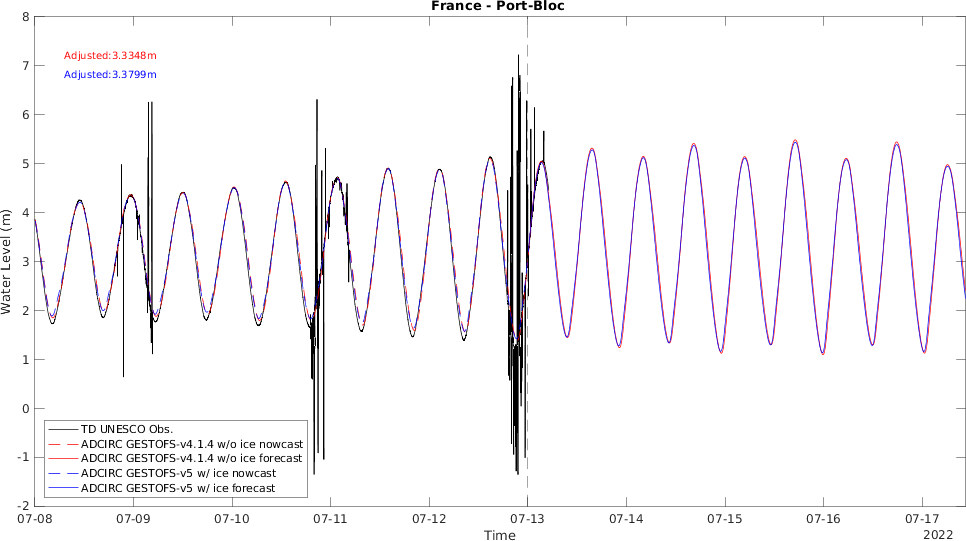 France - Port-Bloc
Adjusted:3.3348m
Adjusted:3.3799m
8
7
6
5
4
3
2
1
0
-1
-2
Water Level (m)
TD UNESCO Obs.
ADCIRC GESTOFS-v4.1.4 w/o ice nowcast
ADCIRC GESTOFS-v4.1.4 w/o ice forecast
ADCIRC GESTOFS-v5 w/ ice nowcast
ADCIRC GESTOFS-v5 w/ ice forecast
07-08 07-09 07-10 07-11 07-12 07-13 07-14 07-15 07-16 07-17
Time
2022